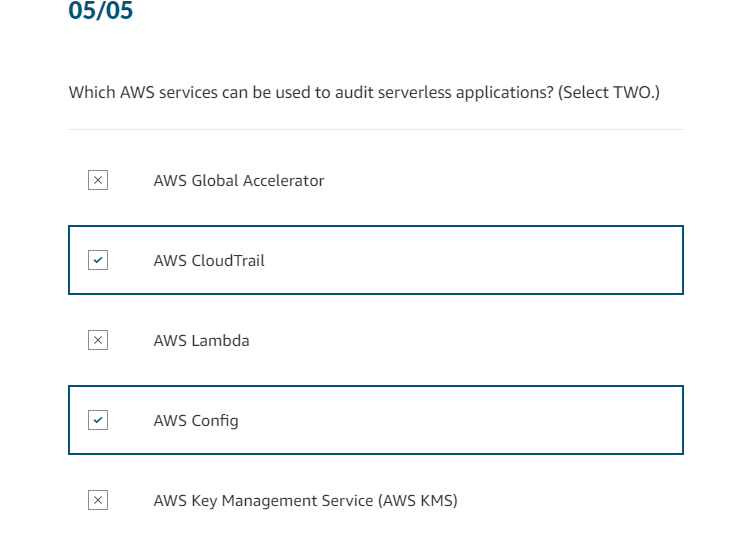 05/05
Which AWS services can be used to audit serverless applications? (Select TWO.)
AWS Global Accelerator
AWS CloudTrail
AWS Lambda
AWS Config
AWS Key Management Service (AWS KMS)